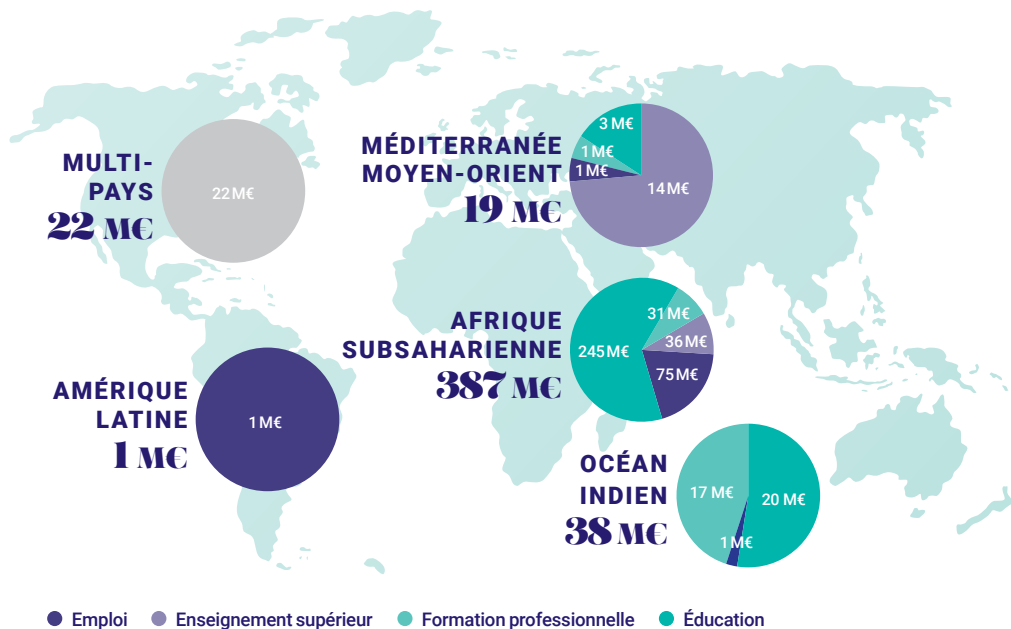 MULTI-
PAYS
22 M€
22 M€
MÉDITERRANÉE
MOYEN-ORIENT
19 M€
3 M€
1 M€
1 M€
14 M€
AFRIQUE
SUBSAHARIENNE
387 M€
31 M€
36 M€
245 M€
75 M€
AMÉRIQUE
LATINE
1 M€
1 M€
OCÉAN
INDIEN
38 M€
17 M€
20 M€
1 M€
Emploi
Enseignement supérieur
Formation professionnelle
Éducation